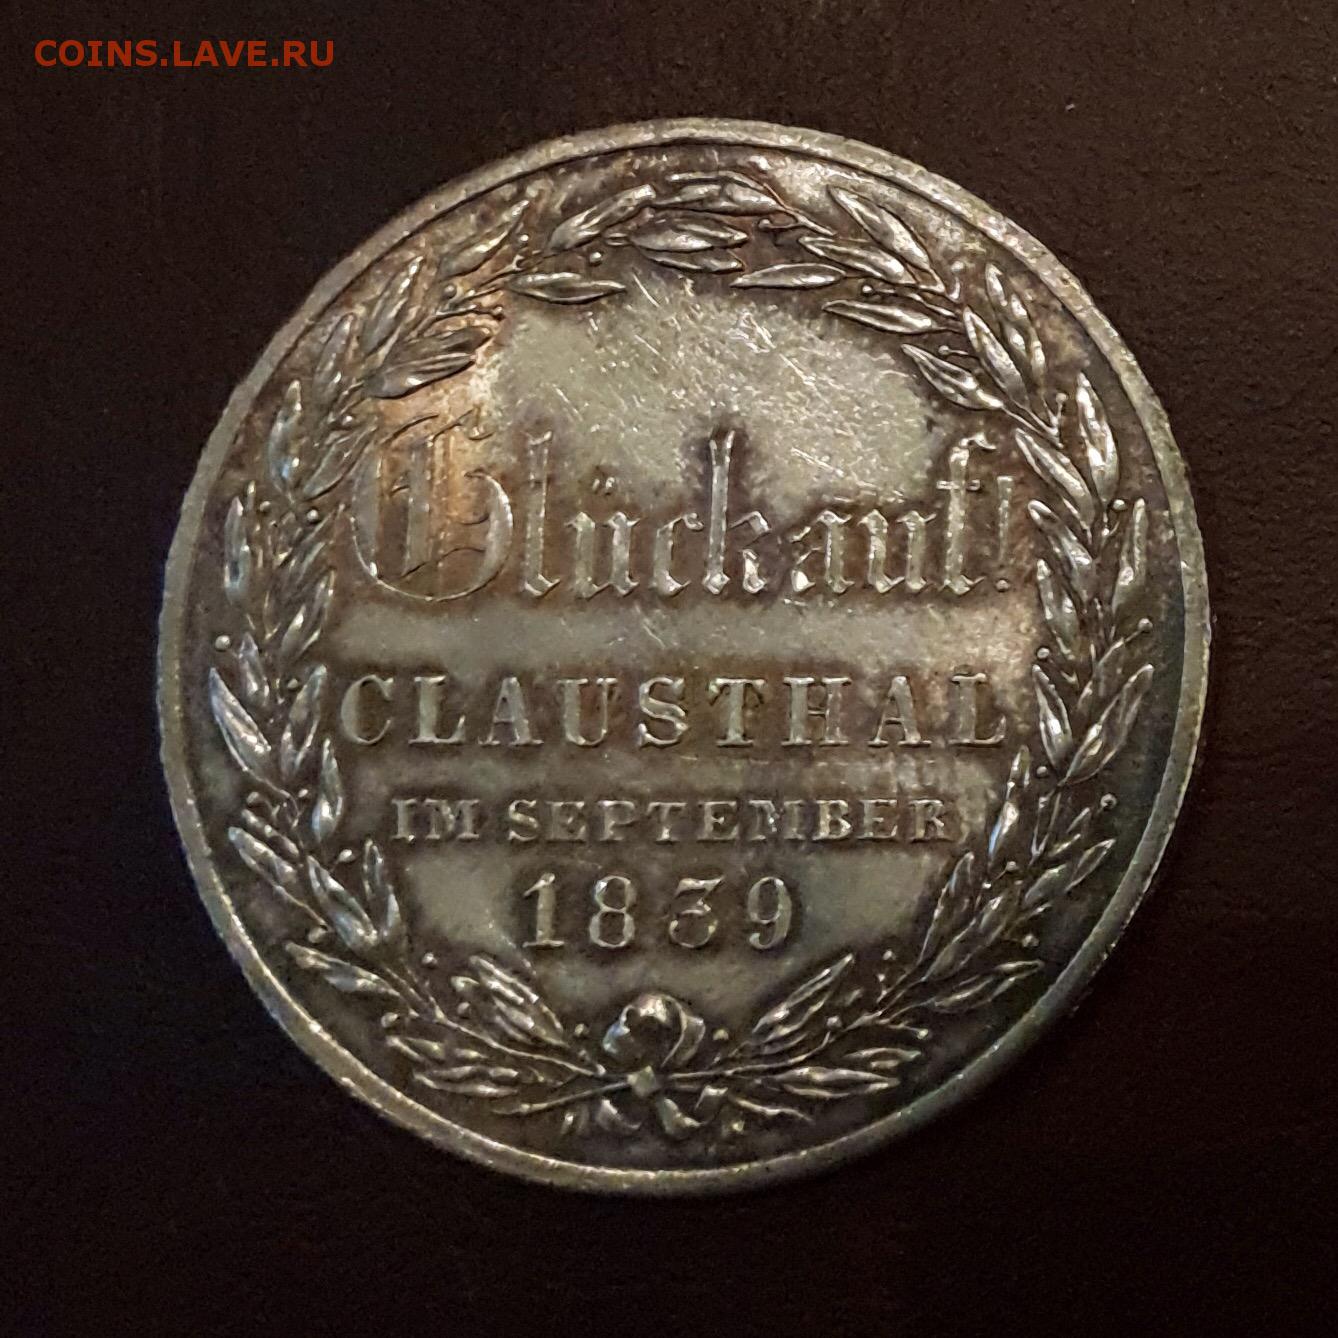 COINS.LAVE.RU
Glückauf!
CLAUSTHAL
IM SEPTEMBER
1839